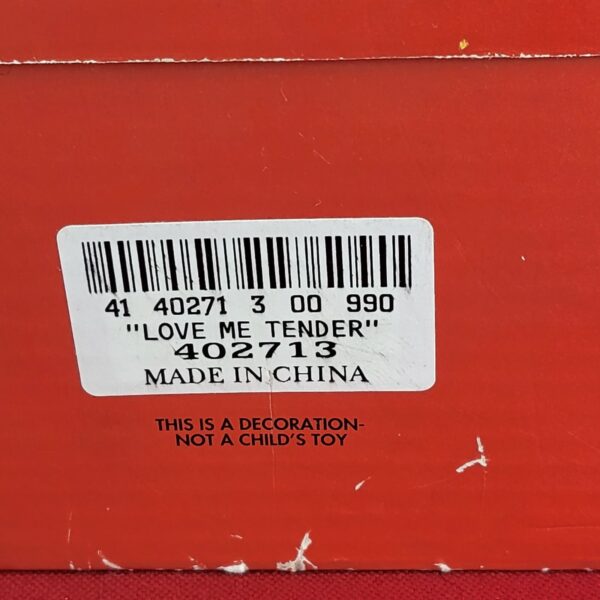 41 40271 3 00 990
"LOVE ME TENDER"
402713
MADE IN CHINA
THIS IS A DECORATION-
NOT A CHILD'S TOY